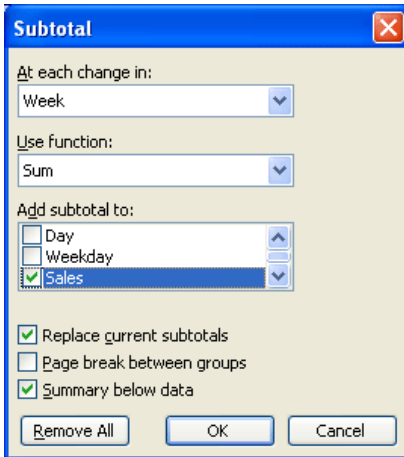 Subtotal
At each change in:
Week
Use function:
Sum
Add subtotal to:
Day
Weekday
Sales
Replace current subtotals
Page break between groups
Summary below data
Remove All OK Cancel